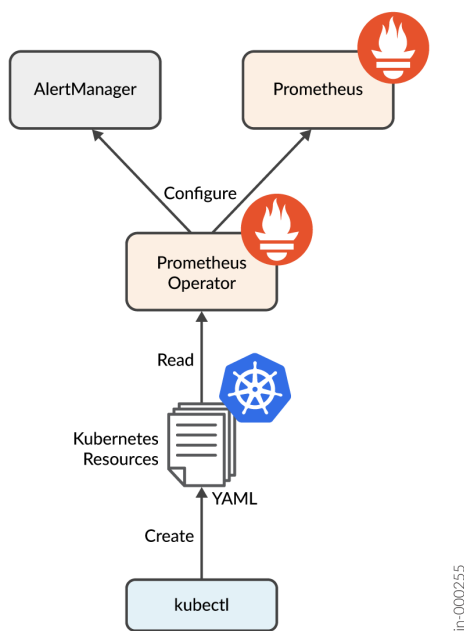 AlertManager
Prometheus
Configure
Prometheus
Operator
Read
Kubernetes
Resources
YAML
Create
kubectl
jn-000255